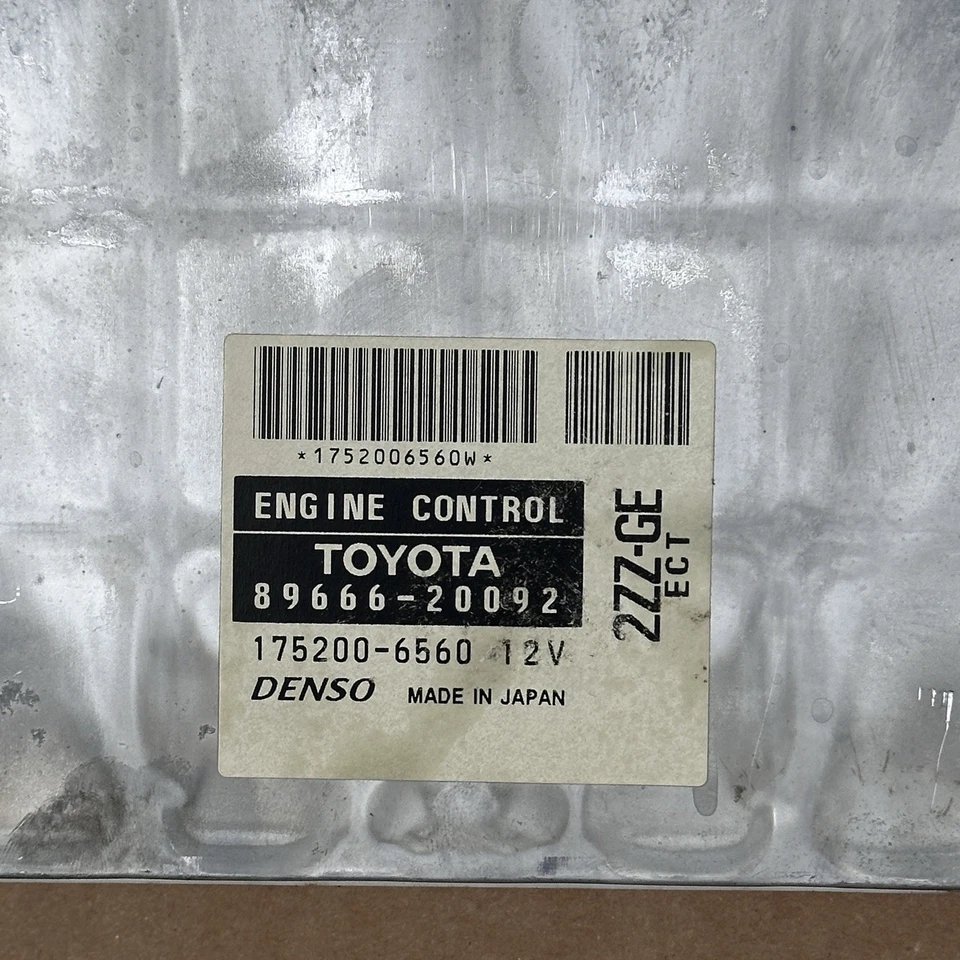 *1752006560W*
ENGINE CONTROL
TOYOTA
89666-20092
175200-6560 12V
DENSO MADE IN JAPAN
2ZZ-GE
ECT